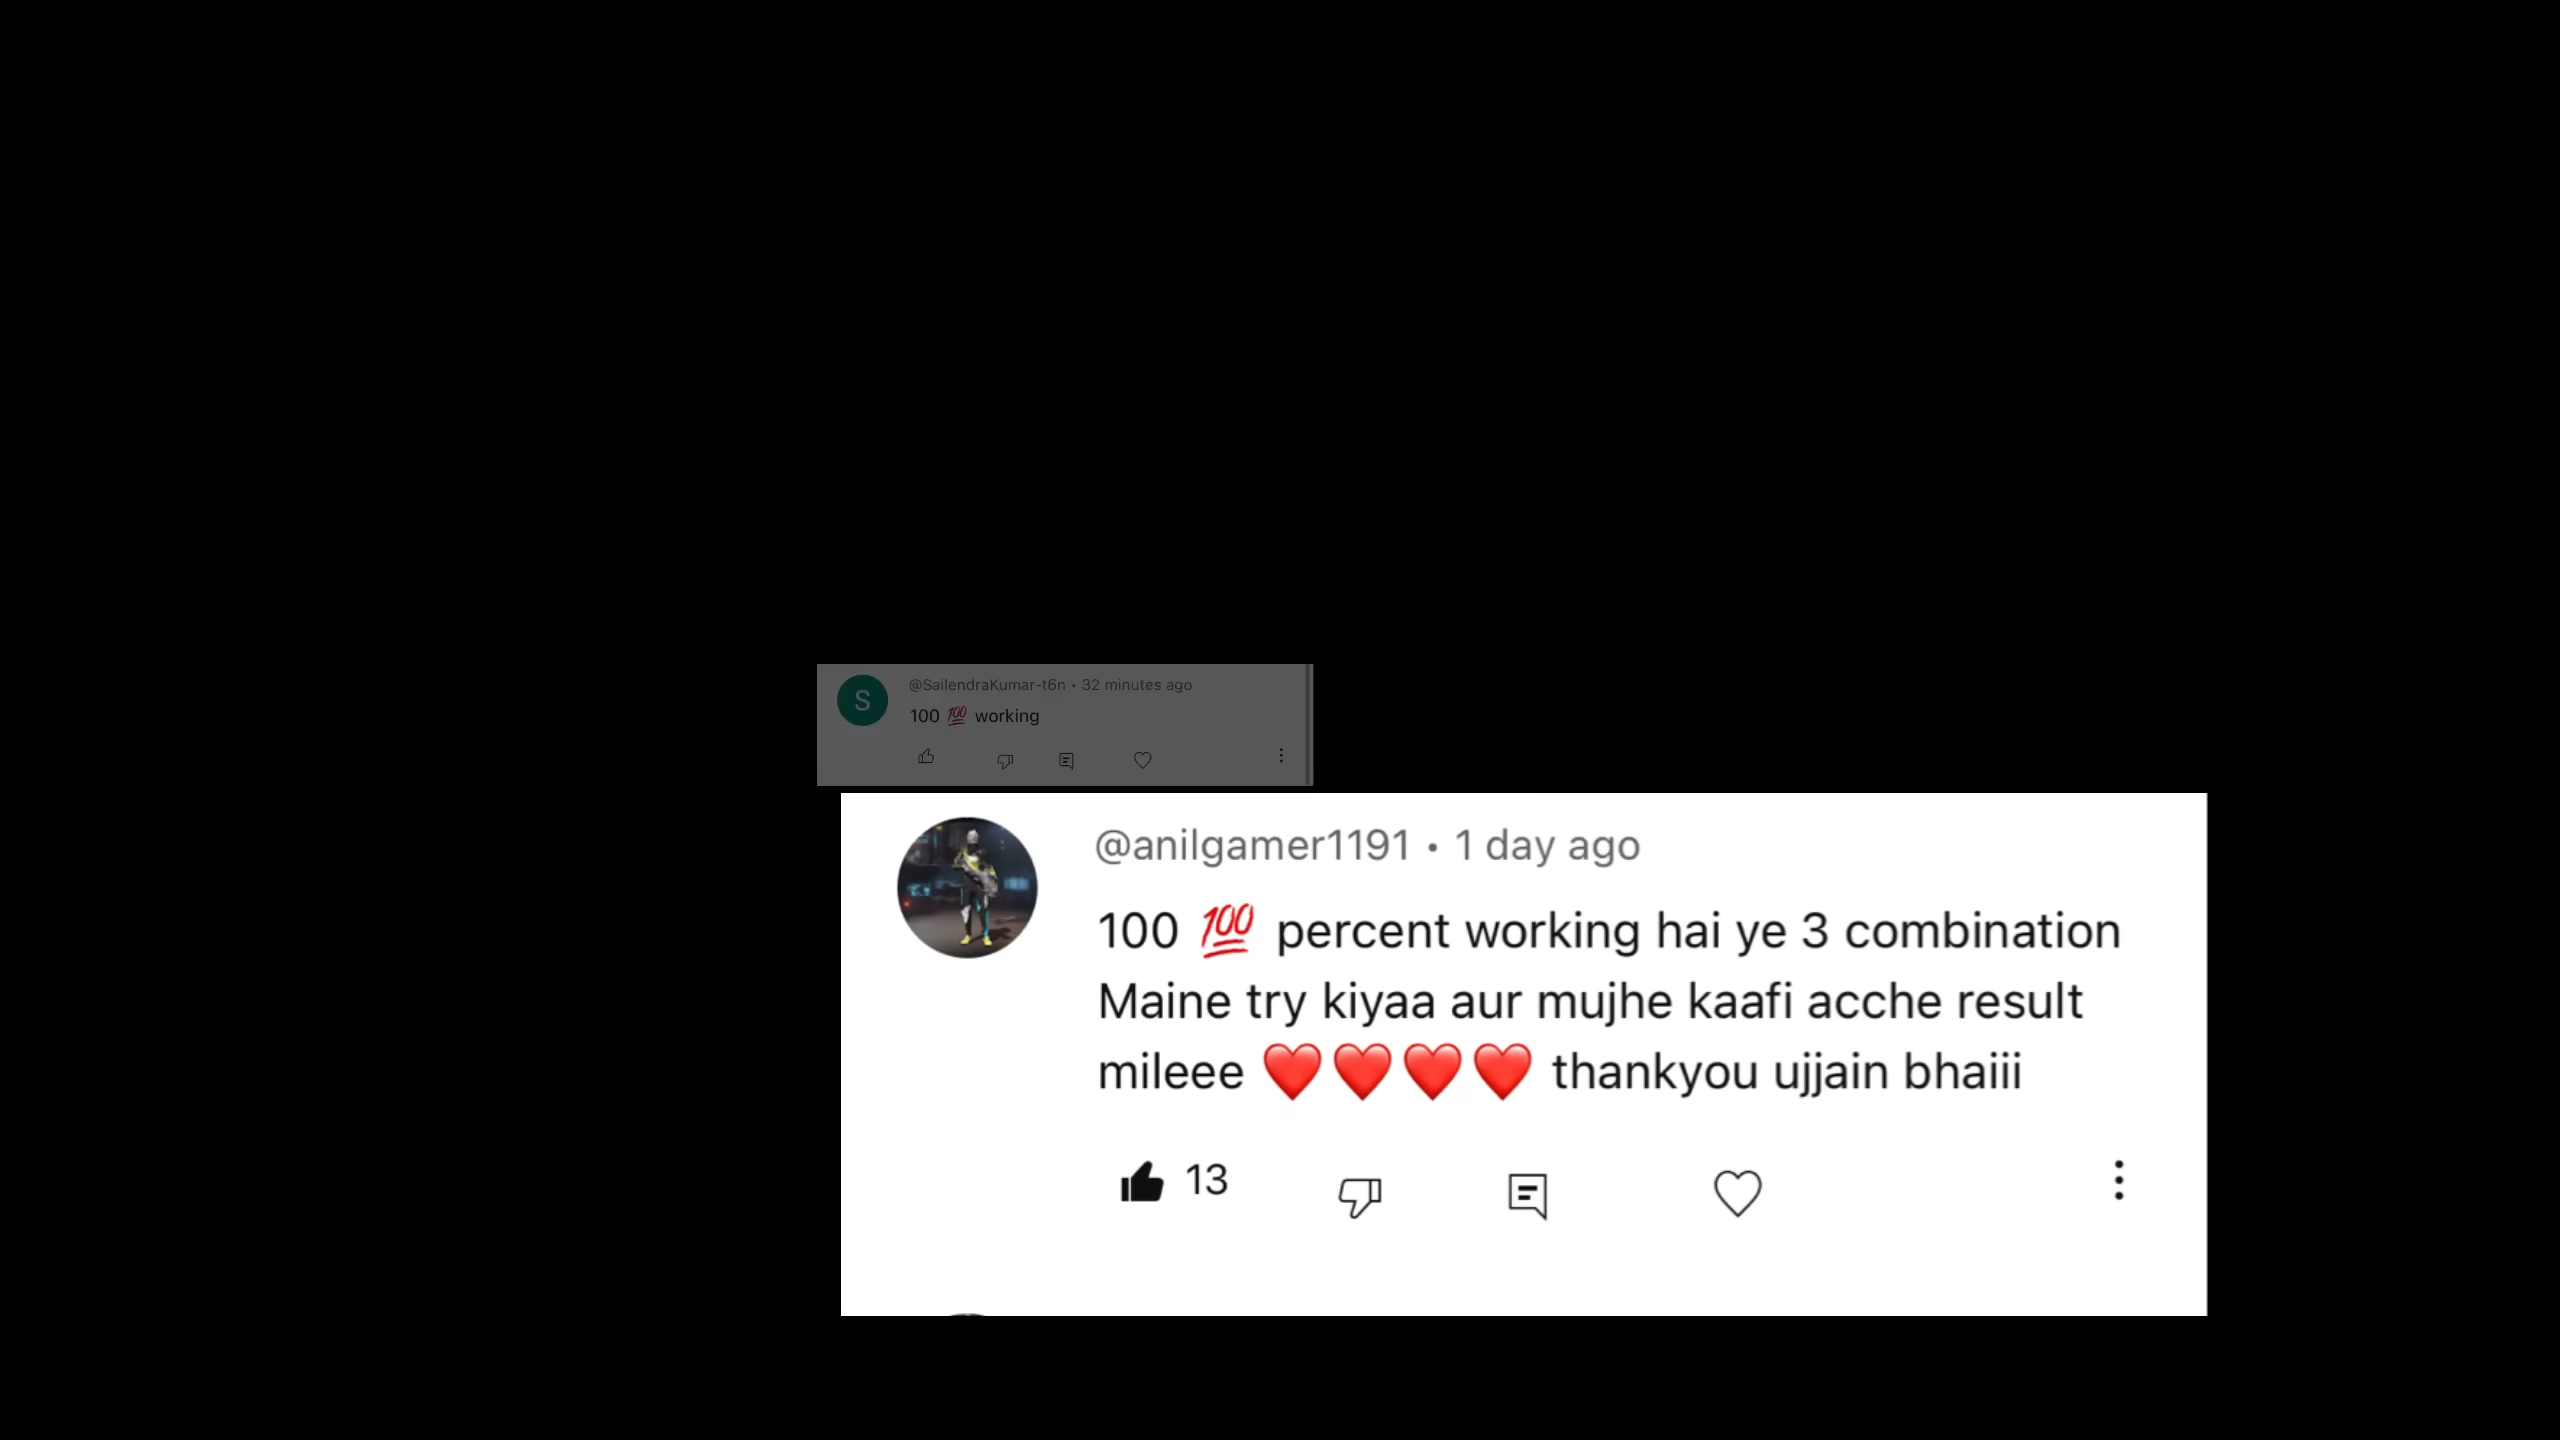 S
@SailendraKumar-t6n • 32 minutes ago
100 💯 working
@anilgamer1191 • 1 day ago
100 💯 percent working hai ye 3 combination
Maine try kiyaa aur mujhe kaafi acche result
mileee ❤️❤️❤️❤️ thankyou ujjain bhaiii
13